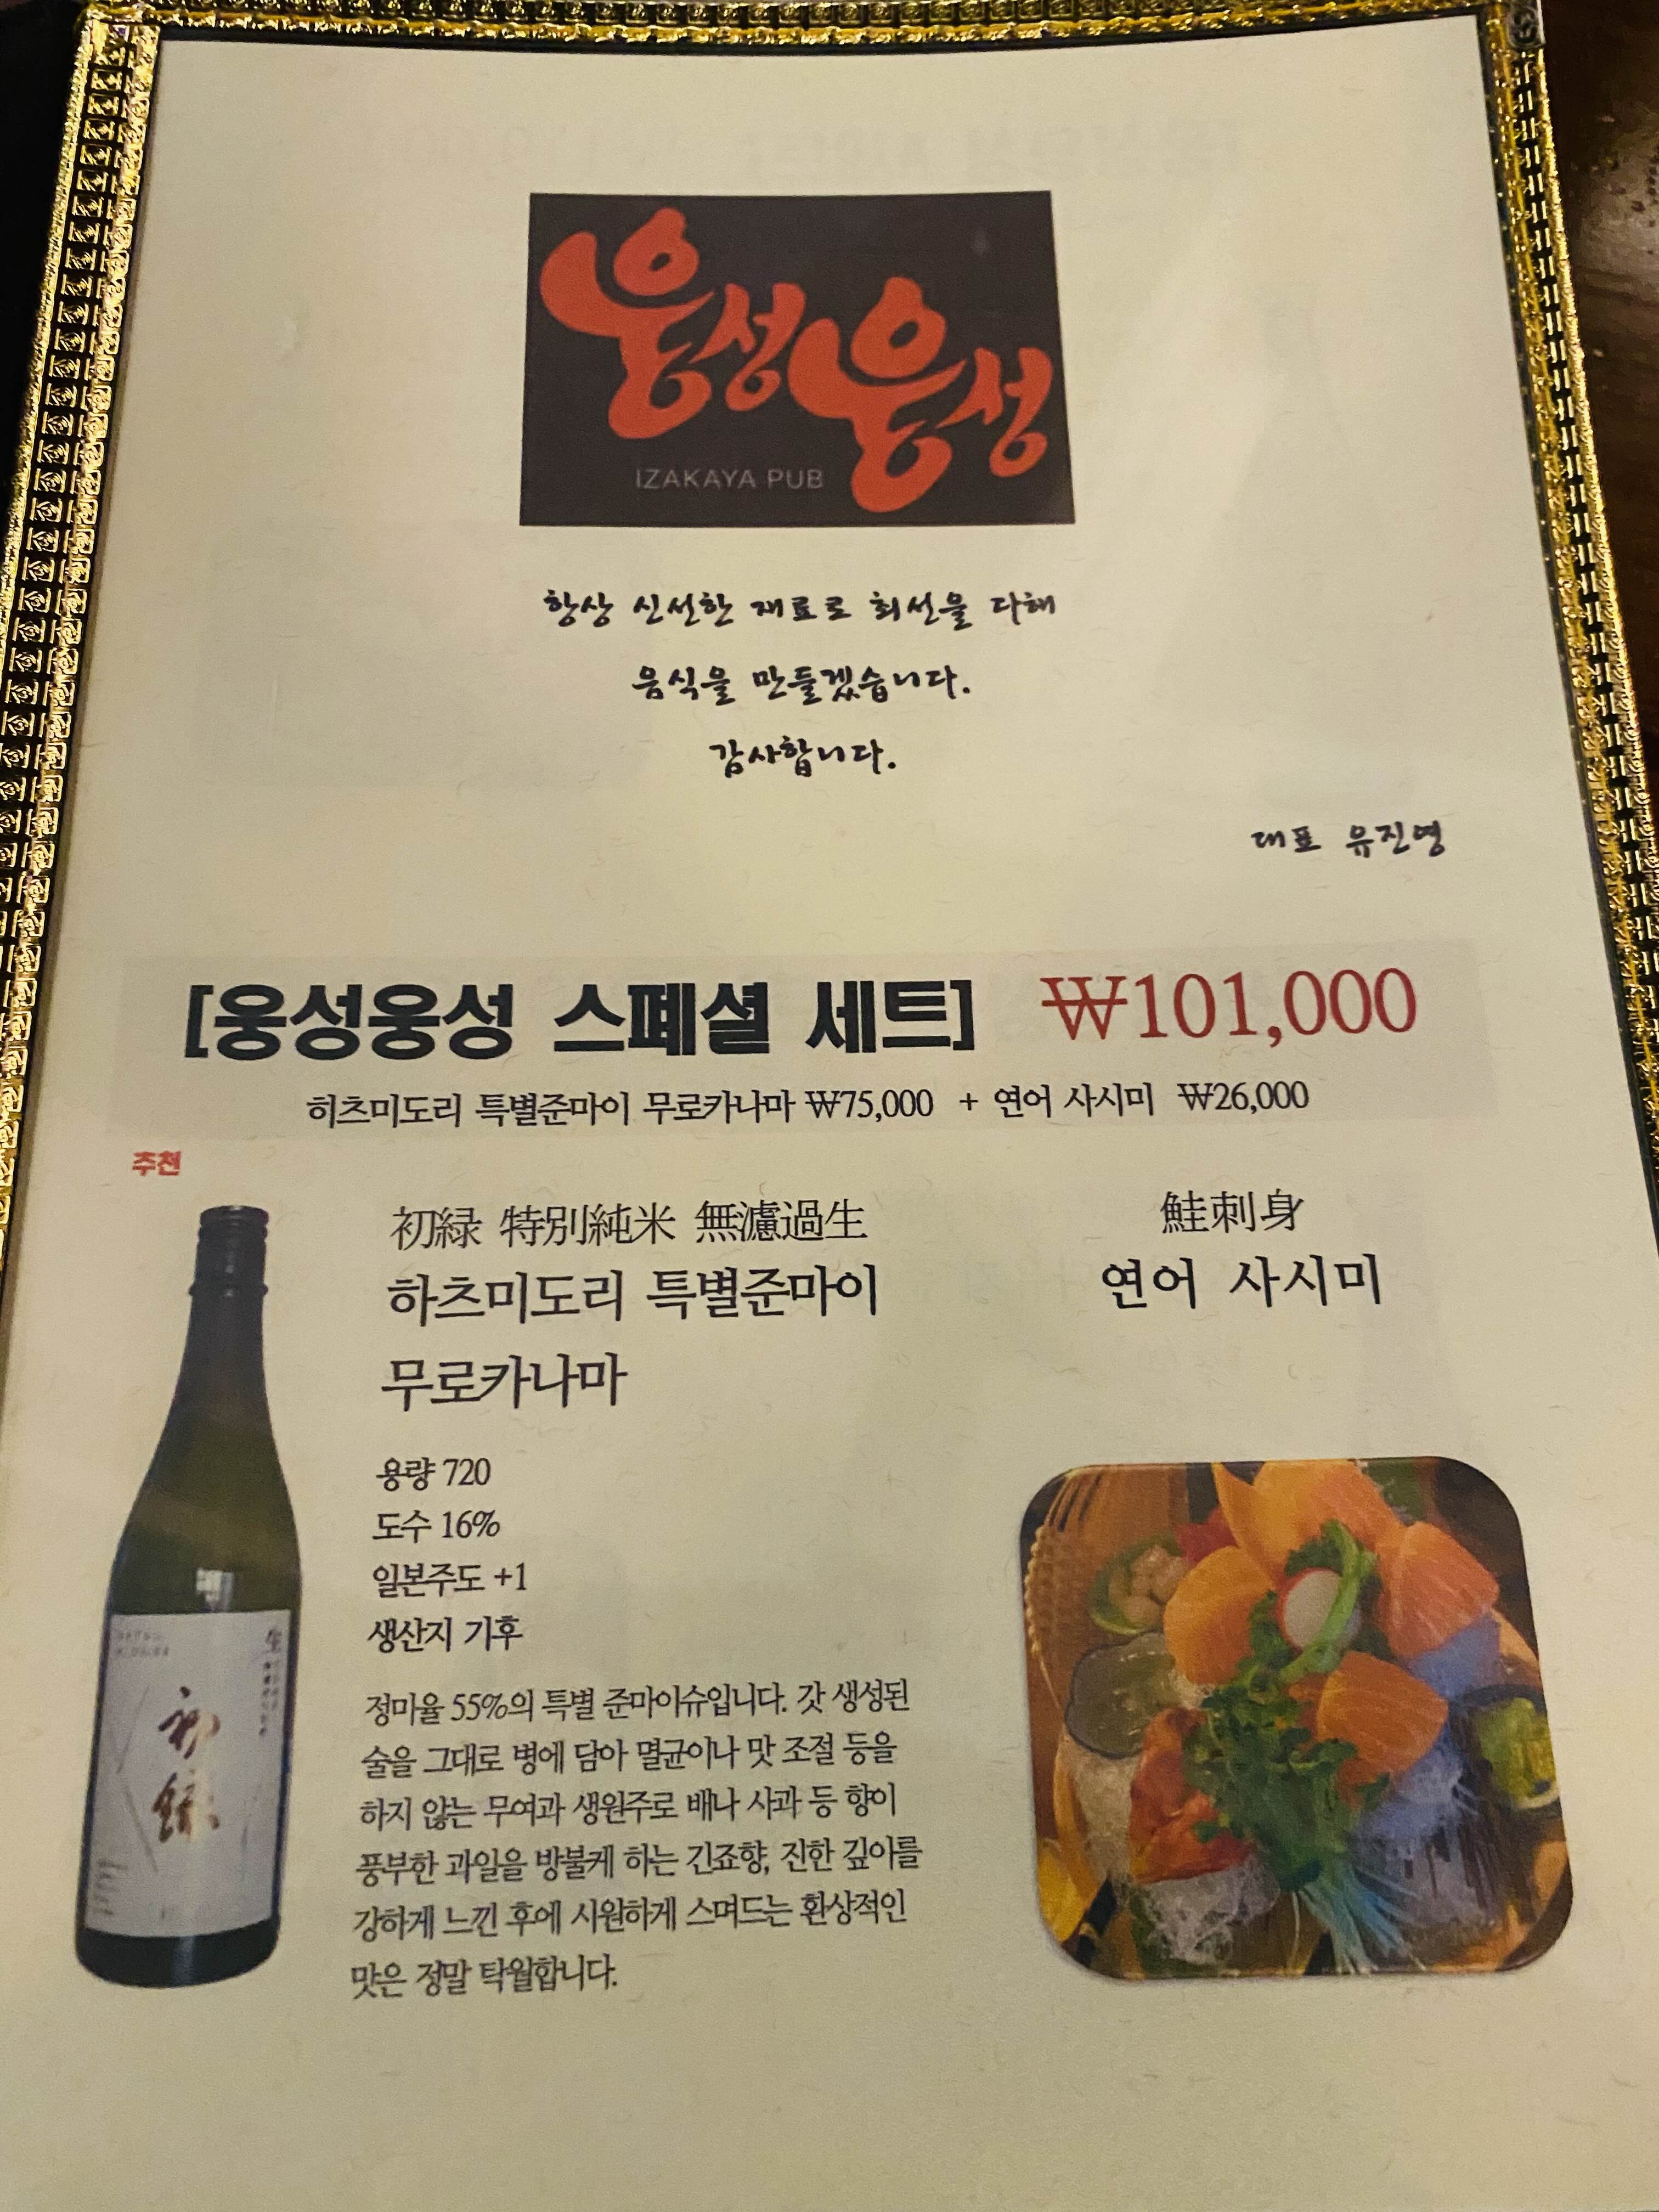 웅성웅성
IZAKAYA PUB
항상 신선한 재료로 최선을 다해
음식을 만들겠습니다.
감사합니다.
대표 유진영
[웅성웅성 스폐셜 세트] ₩101,000
히츠미도리 특별준마이 무로카나마 ₩75,000 + 연어 사시미 ₩26,000
추천
初緑 特別純米 無濾過生
하츠미도리 특별준마이
무로카나마
용량 720
도수 16%
일본주도 +1
생산지 기후
정마율 55%의 특별 준마이슈입니다. 갓 생성된
술을 그대로 병에 담아 멸균이나 맛 조절 등을
하지 않는 무여과 생원주로 배나 사과 등 향이
풍부한 과일을 방불케 하는 긴죠향, 진한 깊이를
강하게 느낀 후에 시원하게 스며드는 환상적인
맛은 정말 탁월합니다.
鮭刺身
연어 사시미
生
初緑